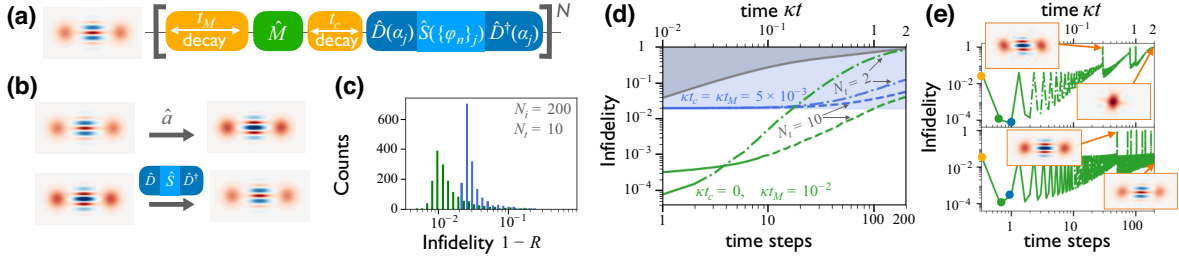 (a)
t_M
decay
M̂
t_c
decay
D̂(α_j)
Ŝ({φ_n}_j)
D̂†(α_j)
N
(b)
â
D̂ Ŝ D̂†
(c)
N_i = 200
N_t = 10
600
400
200
0
Counts
10⁻²
10⁻¹
Infidelity 1 − R
(d)
time κt
10⁻²
10⁻¹
1
2
1
10⁻¹
10⁻²
10⁻³
10⁻⁴
Infidelity
N_t = 2
κt_c = κt_M = 5 × 10⁻³
N_t = 10
κt_c = 0, κt_M = 10⁻²
1
10
100
200
time steps
(e)
time κt
10⁻¹
1
2
1
10⁻²
10⁻⁴
1
10⁻²
10⁻⁴
Infidelity
0
1
10
100
200
time steps